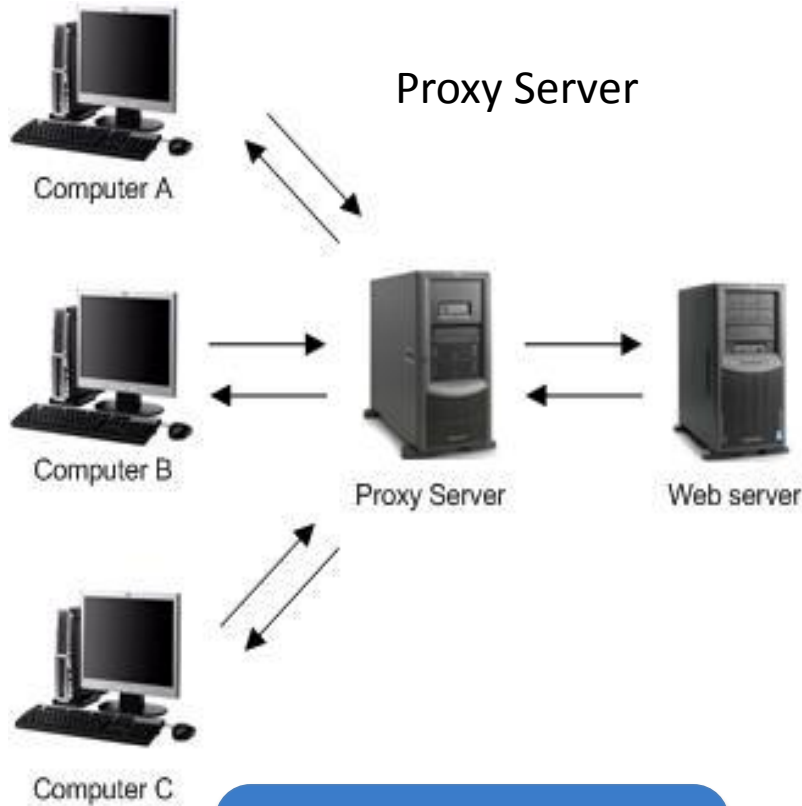 Proxy Server
Computer A
Computer B
Proxy Server
Web server
Computer C